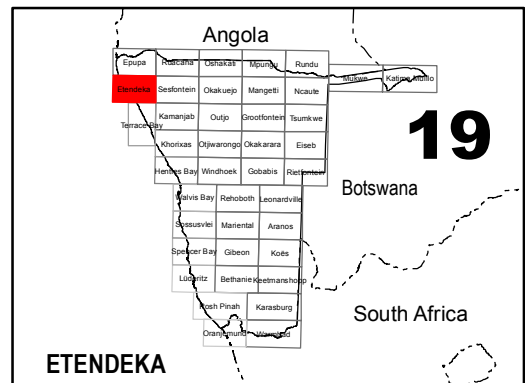 Angola
Epupa Ruacana Oshakati Mpungu Rundu
Mukwe Katima Mulilo
Etendeka Sesfontein Okakuejo Mangetti Ncaute
19
Terrace Bay Kamanjab Outjo Grootfontein Tsumkwe
Khorixas Otjiwarongo Okakarara Eiseb
Henties Bay Windhoek Gobabis Rietfontein
Botswana
Walvis Bay Rehoboth Leonardville
Sossusvlei Mariental Aranos
Spencer Bay Gibeon Koës
Lüderitz Bethanie Keetmanshoop
Rosh Pinah Karasburg
South Africa
Oranjemund Warmbad
ETENDEKA